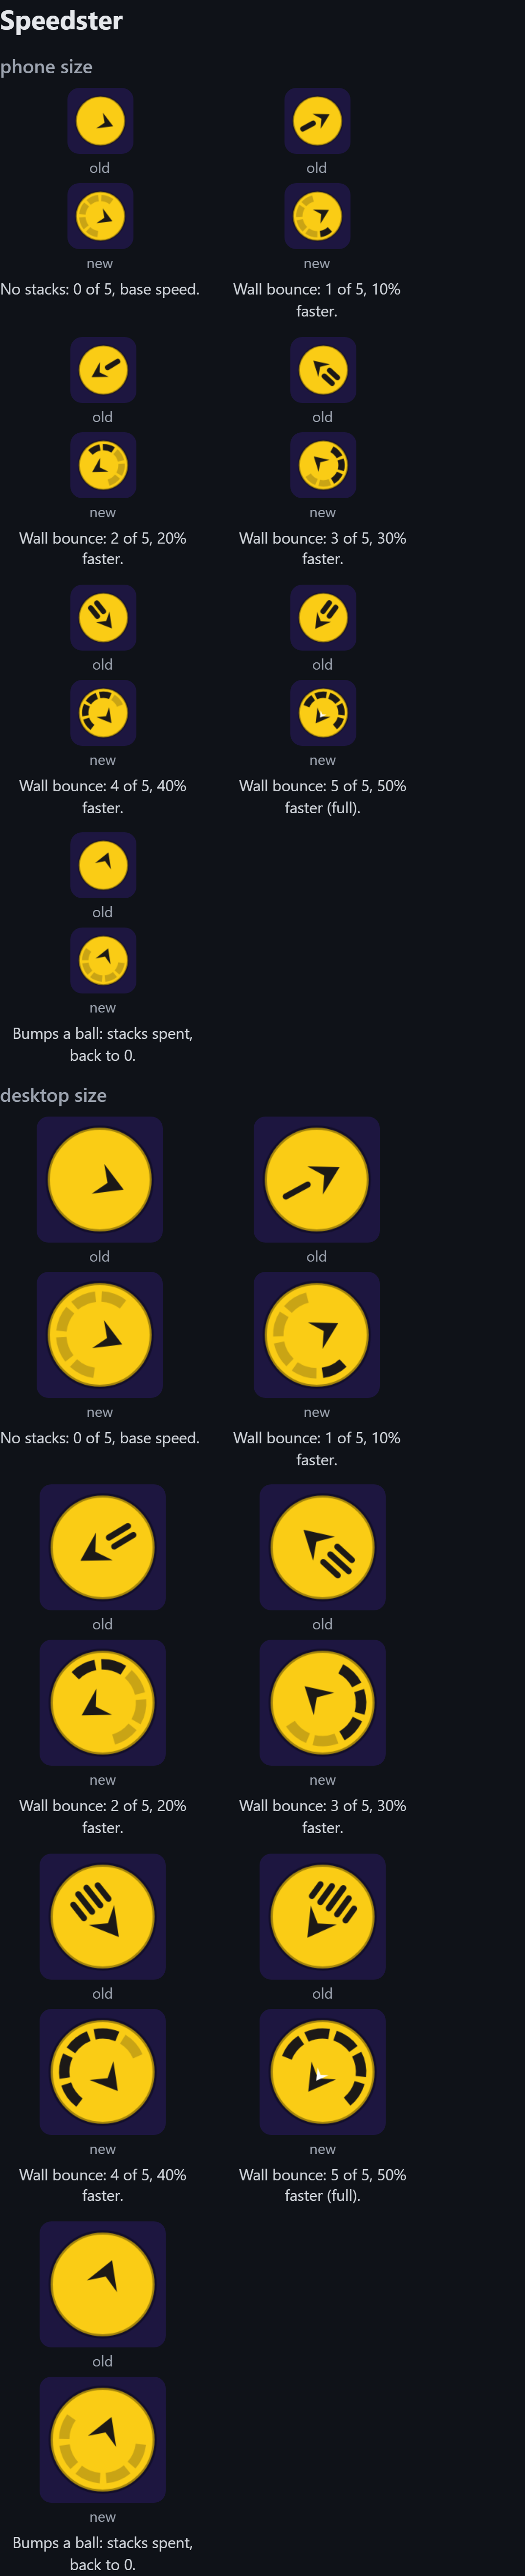 Speedster
phone size
old
old
new
new
No stacks: 0 of 5, base speed.
Wall bounce: 1 of 5, 10%
faster.
old
old
new
new
Wall bounce: 2 of 5, 20%
faster.
Wall bounce: 3 of 5, 30%
faster.
old
old
new
new
Wall bounce: 4 of 5, 40%
faster.
Wall bounce: 5 of 5, 50%
faster (full).
old
new
Bumps a ball: stacks spent,
back to 0.
desktop size
old
old
new
new
No stacks: 0 of 5, base speed.
Wall bounce: 1 of 5, 10%
faster.
old
old
new
new
Wall bounce: 2 of 5, 20%
faster.
Wall bounce: 3 of 5, 30%
faster.
old
old
new
new
Wall bounce: 4 of 5, 40%
faster.
Wall bounce: 5 of 5, 50%
faster (full).
old
new
Bumps a ball: stacks spent,
back to 0.